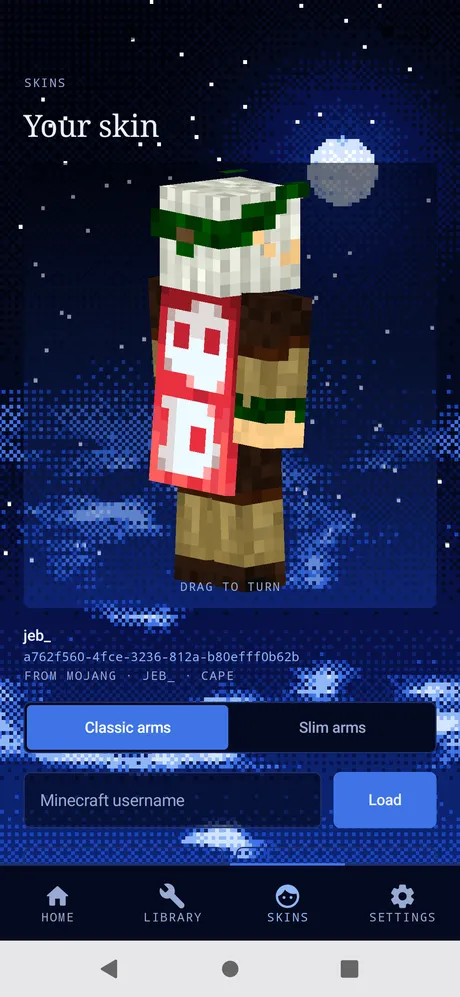 SKINS
Your skin
DRAG TO TURN
jeb_
a762f560-4fce-3236-812a-b80efff0b62b
FROM MOJANG · JEB_ · CAPE
Classic arms
Slim arms
Minecraft username
Load
HOME
LIBRARY
SKINS
SETTINGS